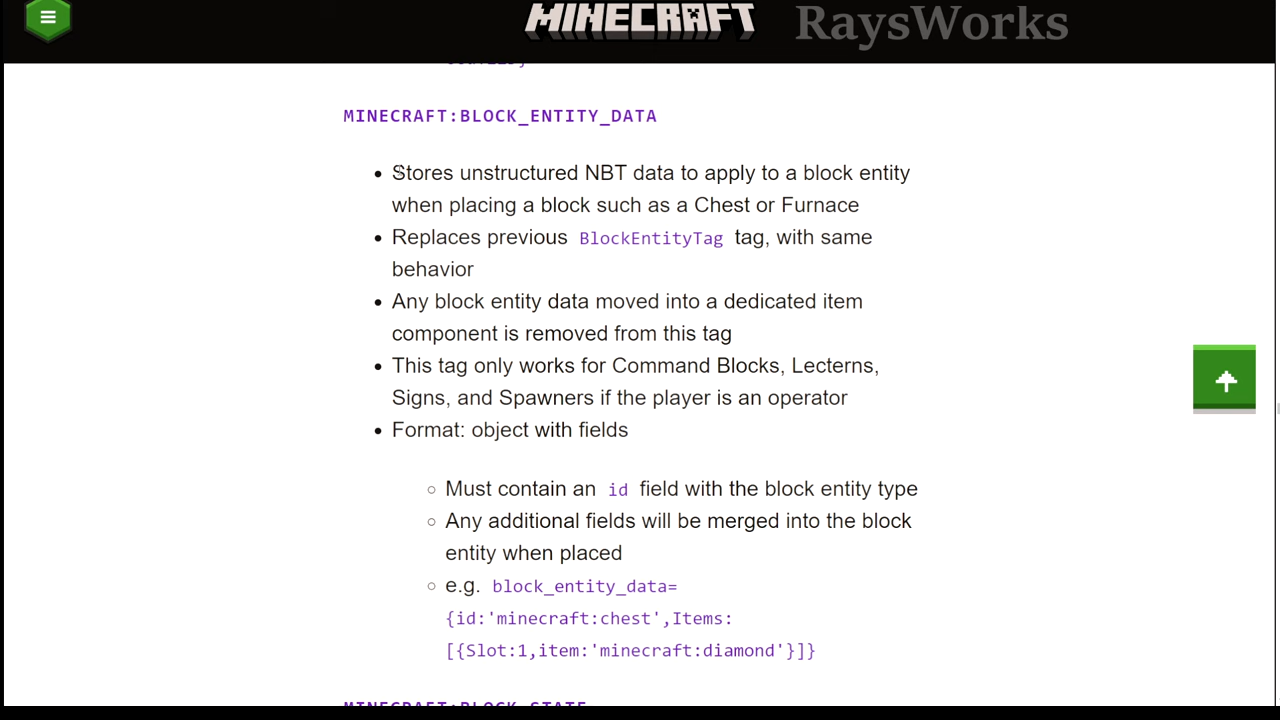 MINECRAFT
RaysWorks
MINECRAFT:BLOCK_ENTITY_DATA
Stores unstructured NBT data to apply to a block entity
when placing a block such as a Chest or Furnace
Replaces previous BlockEntityTag tag, with same
behavior
Any block entity data moved into a dedicated item
component is removed from this tag
This tag only works for Command Blocks, Lecterns,
Signs, and Spawners if the player is an operator
Format: object with fields
Must contain an id field with the block entity type
Any additional fields will be merged into the block
entity when placed
e.g. block_entity_data=
{id:'minecraft:chest',Items:
[{Slot:1,item:'minecraft:diamond'}]}
MINECRAFT:BLOCK_STATE